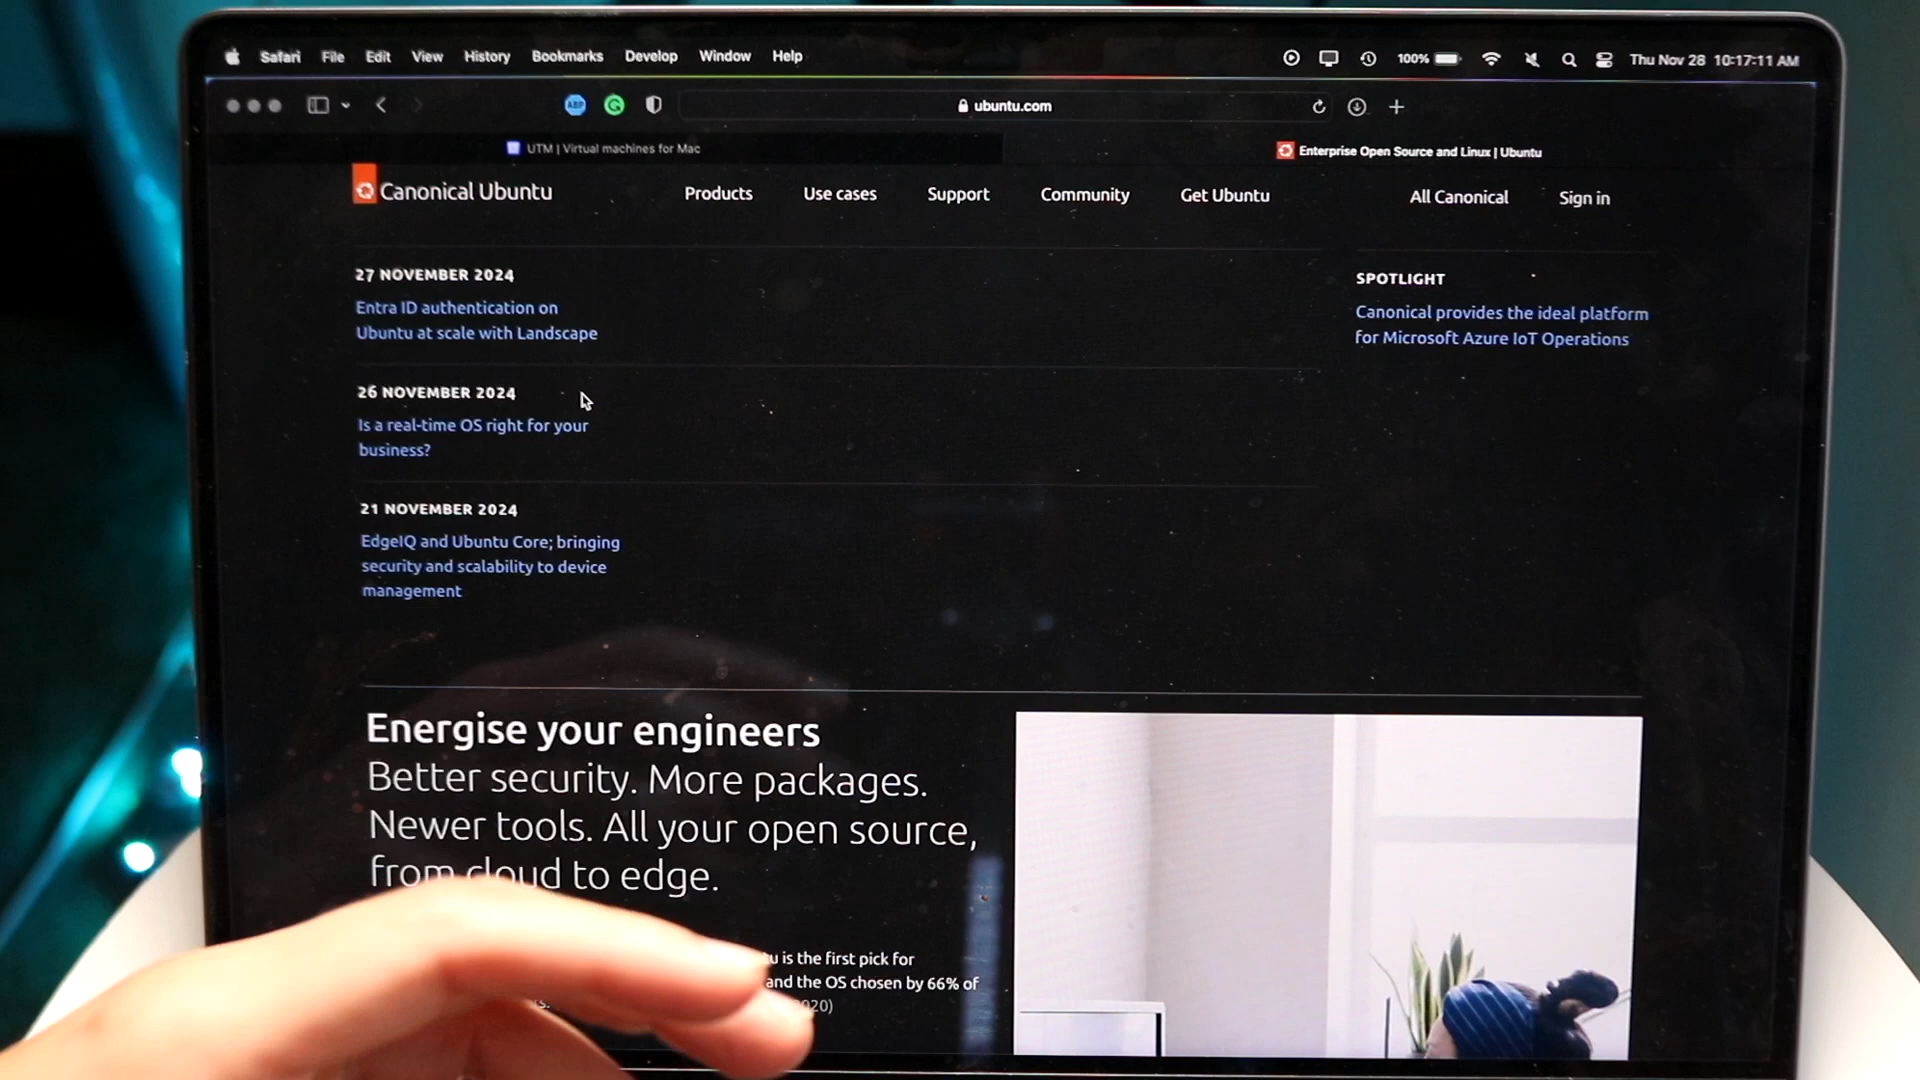 Safari File Edit View History Bookmarks Develop Window Help 100% Thu Nov 28 10:17:11 AM
ABP ubuntu.com
UTM | Virtual machines for Mac Enterprise Open Source and Linux | Ubuntu
Canonical Ubuntu Products Use cases Support Community Get Ubuntu All Canonical Sign in
27 NOVEMBER 2024
Entra ID authentication on
Ubuntu at scale with Landscape
26 NOVEMBER 2024
Is a real-time OS right for your
business?
21 NOVEMBER 2024
EdgeIQ and Ubuntu Core; bringing
security and scalability to device
management
SPOTLIGHT
Canonical provides the ideal platform
for Microsoft Azure IoT Operations
Energise your engineers
Better security. More packages.
Newer tools. All your open source,
from cloud to edge.
is the first pick for
and the OS chosen by 66% of